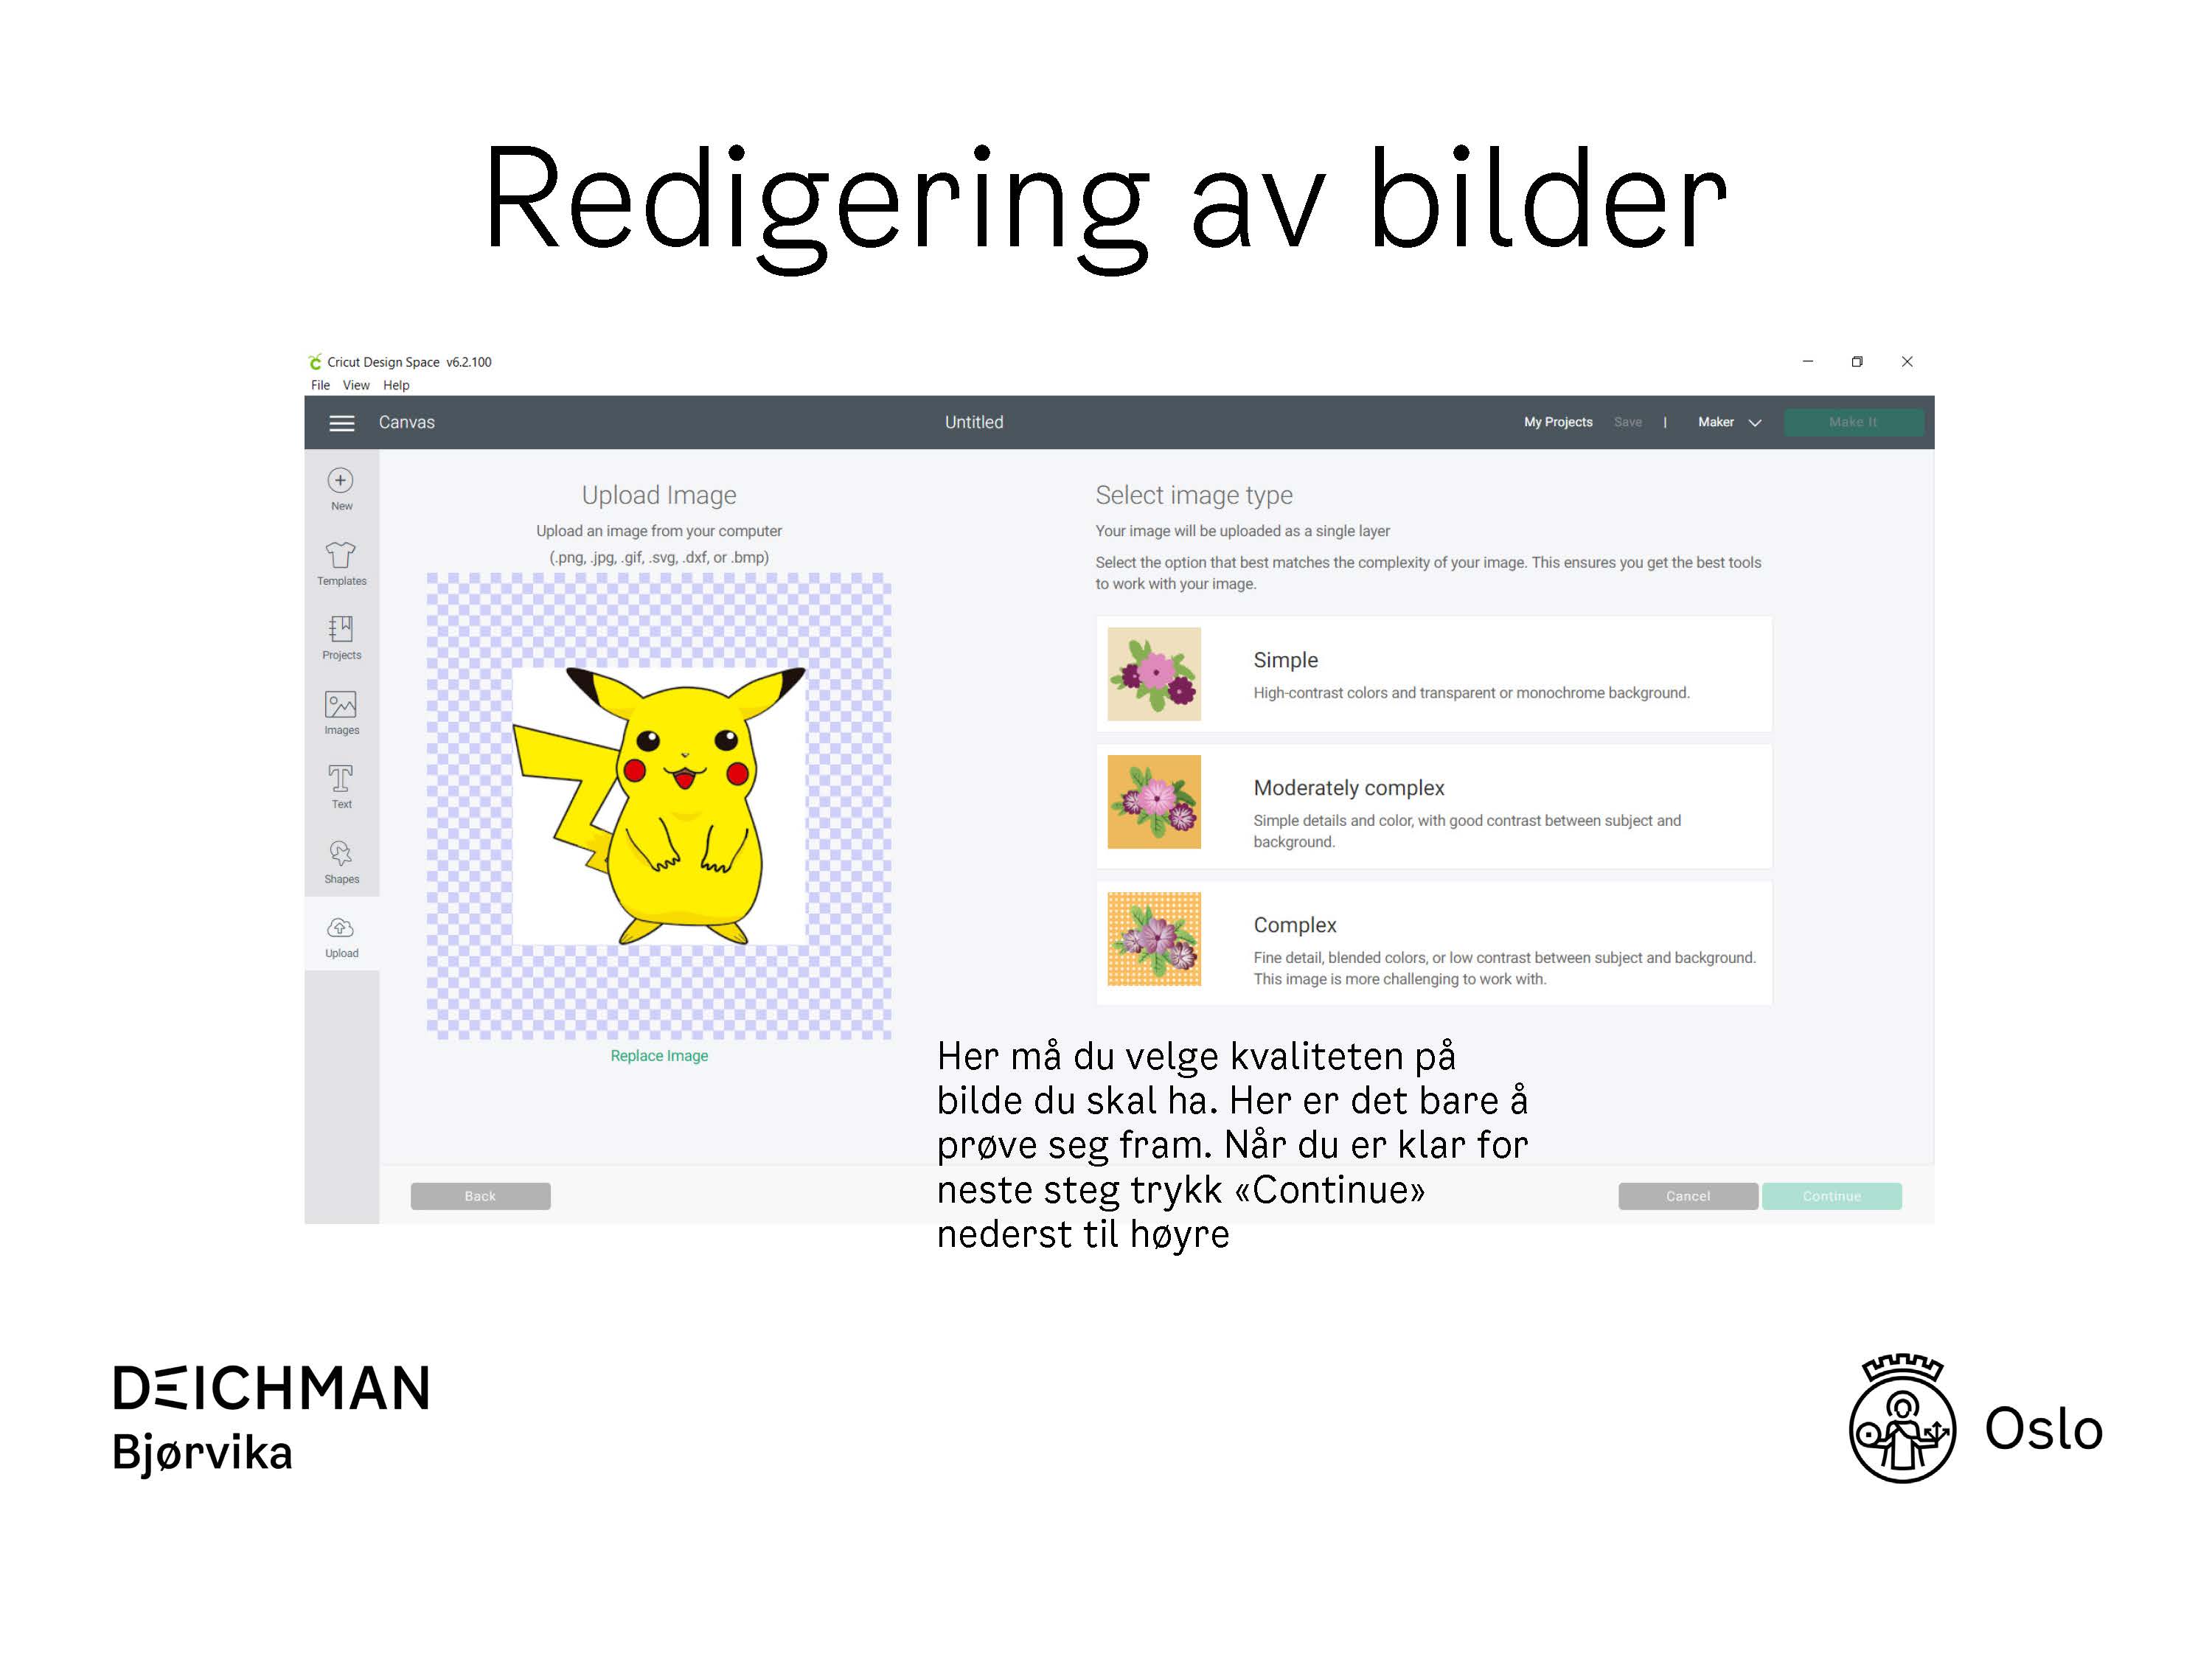 Redigering av bilder
Cricut Design Space v6.2.100
File View Help
Canvas
Untitled
My Projects Save | Maker Make It
New
Templates
Projects
Images
Text
Shapes
Upload
Upload Image
Upload an image from your computer
(.png, .jpg, .gif, .svg, .dxf, or .bmp)
Replace Image
Select image type
Your image will be uploaded as a single layer
Select the option that best matches the complexity of your image. This ensures you get the best tools
to work with your image.
Simple
High-contrast colors and transparent or monochrome background.
Moderately complex
Simple details and color, with good contrast between subject and
background.
Complex
Fine detail, blended colors, or low contrast between subject and background.
This image is more challenging to work with.
Her må du velge kvaliteten på
bilde du skal ha. Her er det bare å
prøve seg fram. Når du er klar for
neste steg trykk «Continue»
nederst til høyre
Back
Cancel
Continue
DEICHMAN
Bjørvika
Oslo